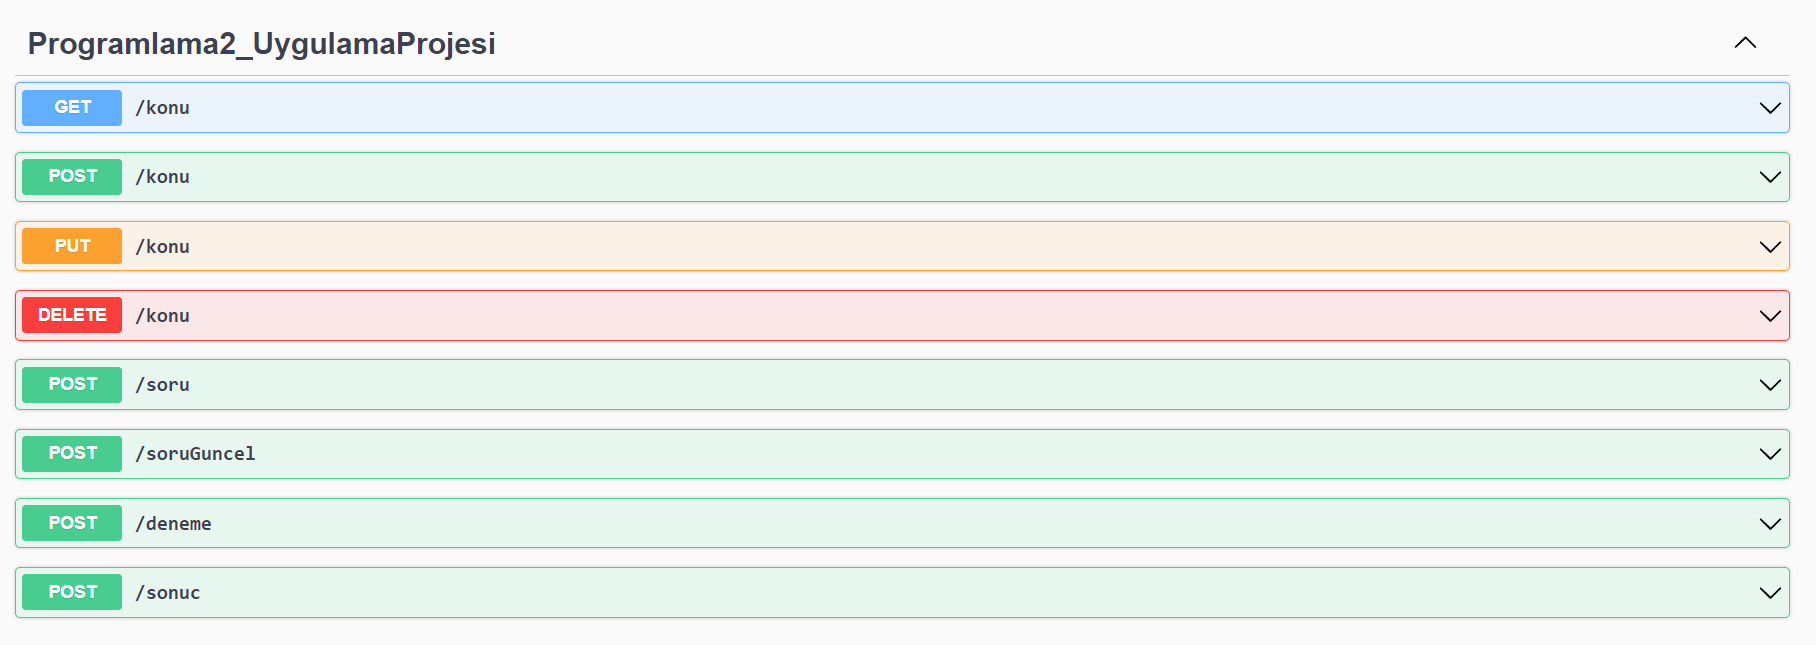 Programlama2_UygulamaProjesi
GET /konu
POST /konu
PUT /konu
DELETE /konu
POST /soru
POST /soruGuncel
POST /deneme
POST /sonuc